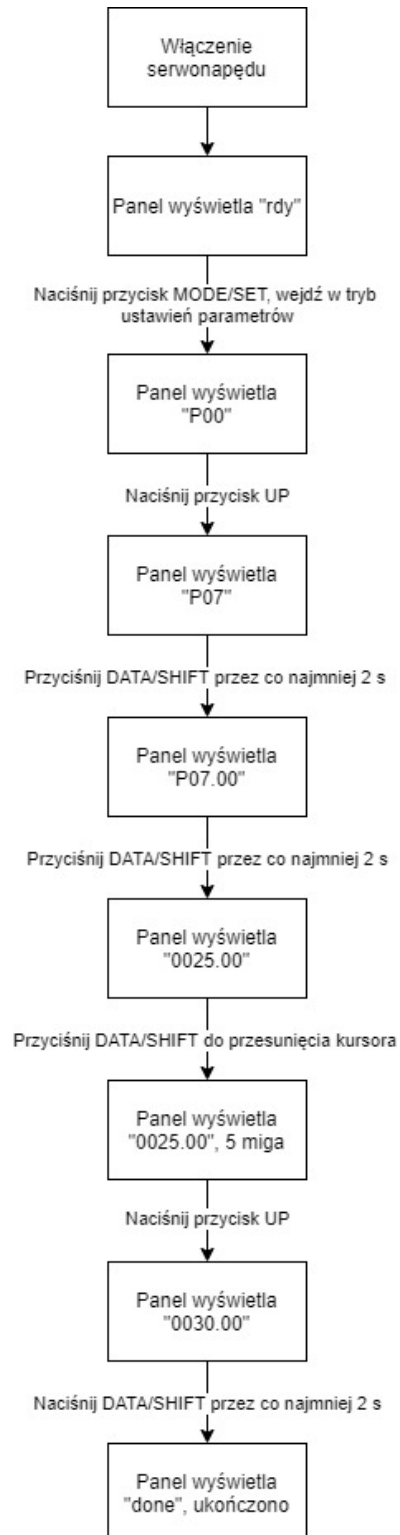 Włączenie
serwonapędu
Panel wyświetla "rdy"
Naciśnij przycisk MODE/SET, wejdź w tryb
ustawień parametrów
Panel wyświetla
"P00"
Naciśnij przycisk UP
Panel wyświetla
"P07"
Przyciśnij DATA/SHIFT przez co najmniej 2 s
Panel wyświetla
"P07.00"
Przyciśnij DATA/SHIFT przez co najmniej 2 s
Panel wyświetla
"0025.00"
Przyciśnij DATA/SHIFT do przesunięcia kursora
Panel wyświetla
"0025.00", 5 miga
Naciśnij przycisk UP
Panel wyświetla
"0030.00"
Naciśnij DATA/SHIFT przez co najmniej 2 s
Panel wyświetla
"done", ukończono